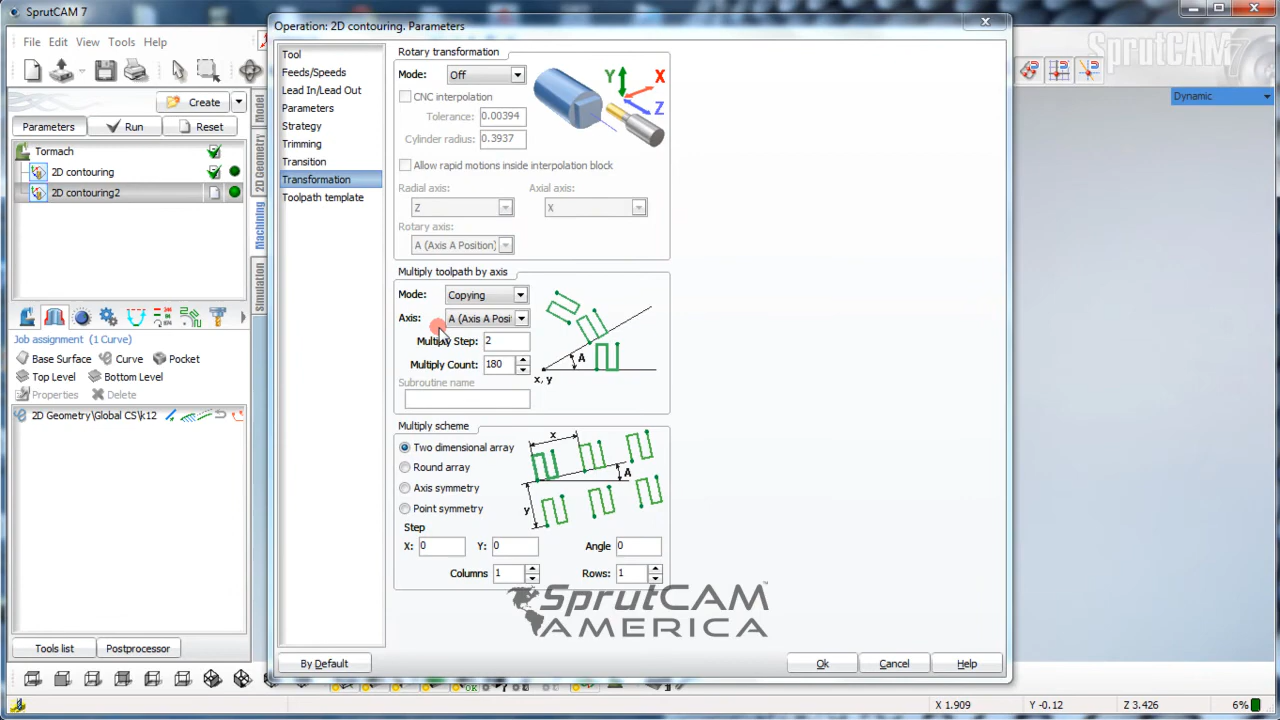 SprutCAM 7
Operation: 2D contouring. Parameters
File Edit View Tools Help
SprutCAM 7
Dynamic
Create
Parameters Run Reset
Tormach
2D contouring
2D contouring2
Model
2D Geometry
Machining
Simulation
Job assignment (1 Curve)
Base Surface Curve Pocket
Top Level Bottom Level
Properties Delete
2D Geometry\Global CS\k12
Tools list Postprocessor
Tool
Feeds/Speeds
Lead In/Lead Out
Parameters
Strategy
Trimming
Transition
Transformation
Toolpath template
Rotary transformation
Mode: Off
CNC interpolation
Tolerance: 0.00394
Cylinder radius: 0.3937
Y X
Z
Allow rapid motions inside interpolation block
Radial axis: Axial axis:
Z X
Rotary axis:
A (Axis A Position)
Multiply toolpath by axis
Mode: Copying
Axis: A (Axis A Posi
Multiply Step: 2
Multiply Count: 180
Subroutine name
A
x, y
Multiply scheme
Two dimensional array
Round array
Axis symmetry
Point symmetry
x
A
y
Step
X: 0 Y: 0 Angle 0
Columns 1 Rows: 1
SprutCAM™
AMERICA
By Default Ok Cancel Help
X 1.909 Y -0.12 Z 3.426 6%